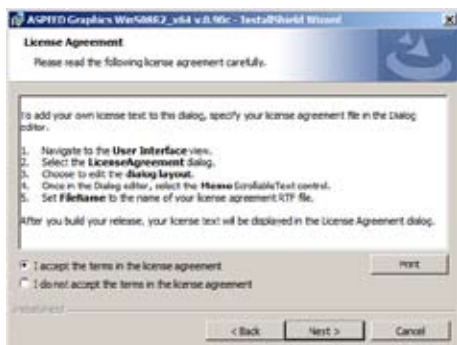 ASPEED Graphics WinS08R2_x64 v.0.96c - InstallShield Wizard
License Agreement
Please read the following license agreement carefully.
To add your own license text to this dialog, specify your license agreement file in the Dialog
editor.
1. Navigate to the User Interface view.
2. Select the LicenseAgreement dialog.
3. Choose to edit the dialog layout.
4. Once in the Dialog editor, select the Memo ScrollableText control.
5. Set FileName to the name of your license agreement RTF file.
After you build your release, your license text will be displayed in the License Agreement dialog.
I accept the terms in the license agreement
Print
I do not accept the terms in the license agreement
InstallShield
< Back
Next >
Cancel